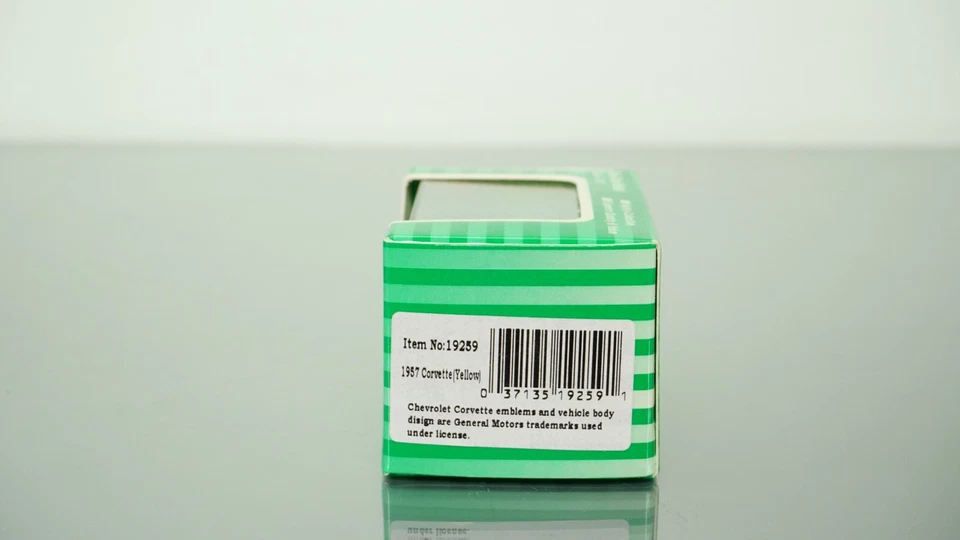 Item No:19259
1957 Corvette(Yellow)
0 37135 19259 1
Chevrolet Corvette emblems and vehicle body
disign are General Motors trademarks used
under license.